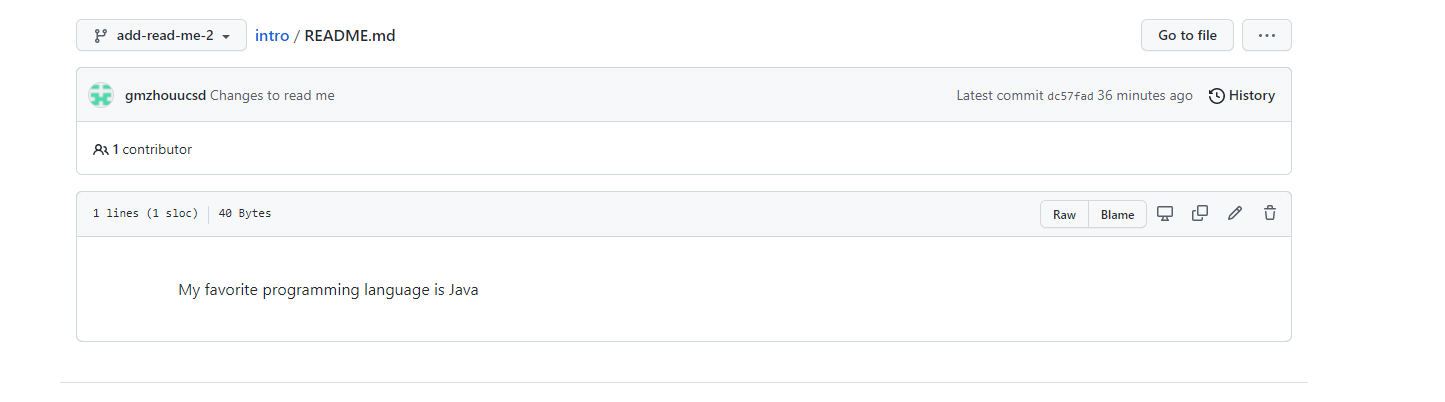 add-read-me-2 intro / README.md Go to file
gmzhouucsd Changes to read me Latest commit dc57fad 36 minutes ago History
1 contributor
1 lines (1 sloc) 40 Bytes Raw Blame
My favorite programming language is Java